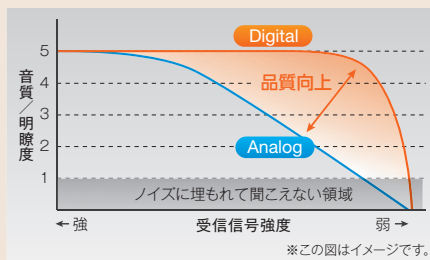 Digital
5
4
3
2
1
音質／明瞭度
品質向上
Analog
ノイズに埋もれて聞こえない領域
←強 受信信号強度 弱→
※この図はイメージです。